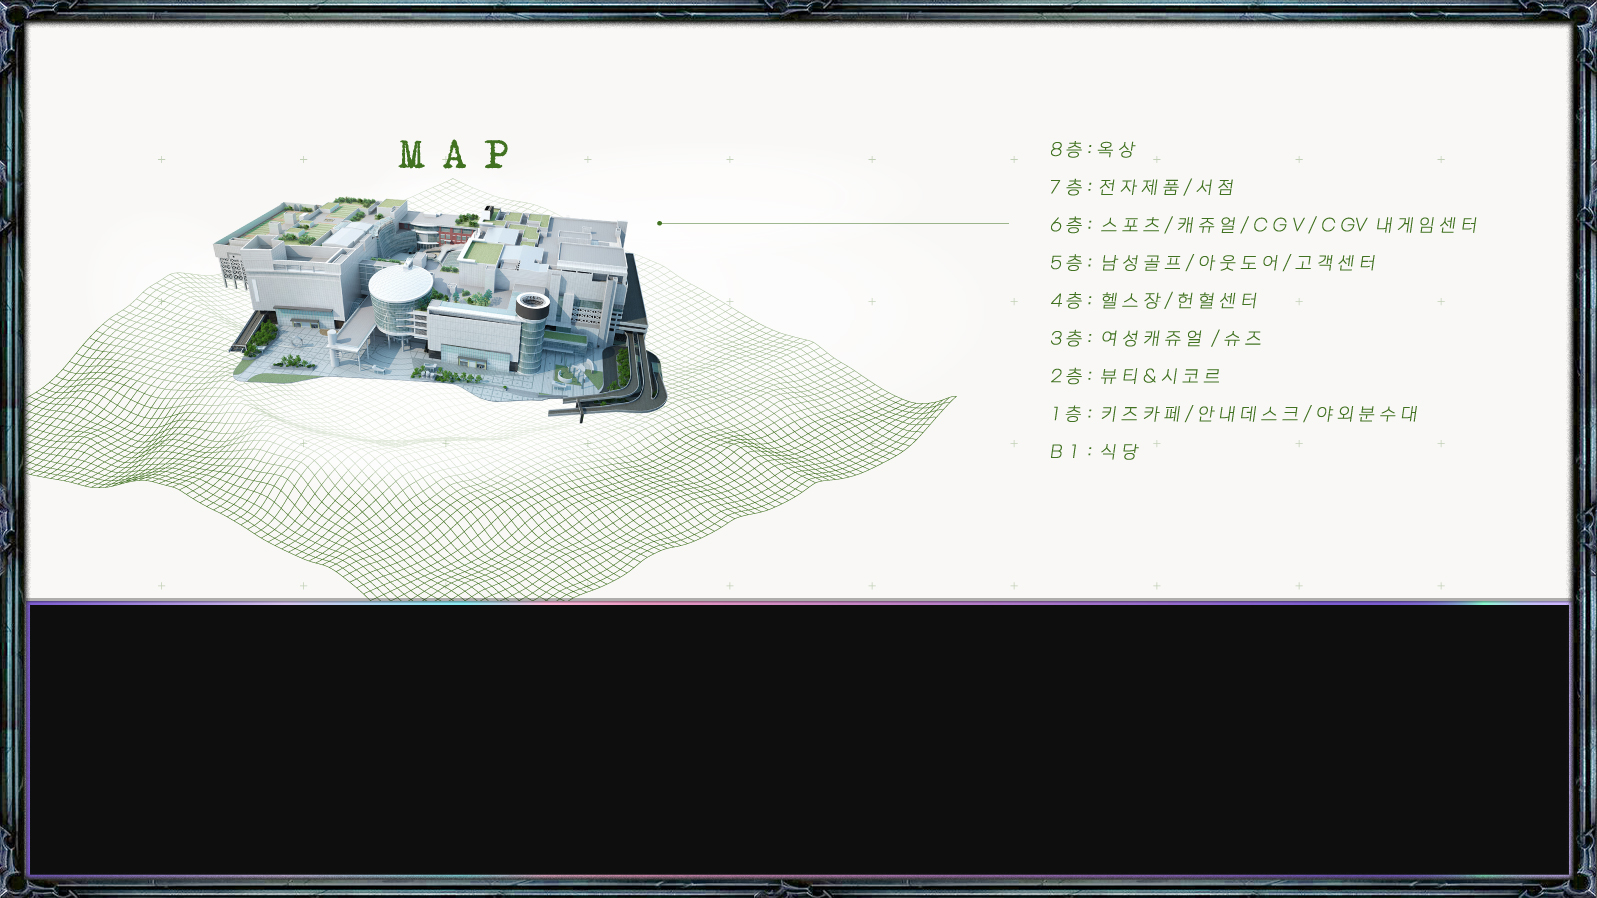 MAP
8층:옥상
7층:전자제품/서점
6층:스포츠/캐쥬얼/CGV/CGV 내게임센터
5층:남성골프/아웃도어/고객센터
4층:헬스장/헌혈센터
3층:여성캐쥬얼 /슈즈
2층:뷰티&시코르
1층:키즈카페/안내데스크/야외분수대
B1:식당